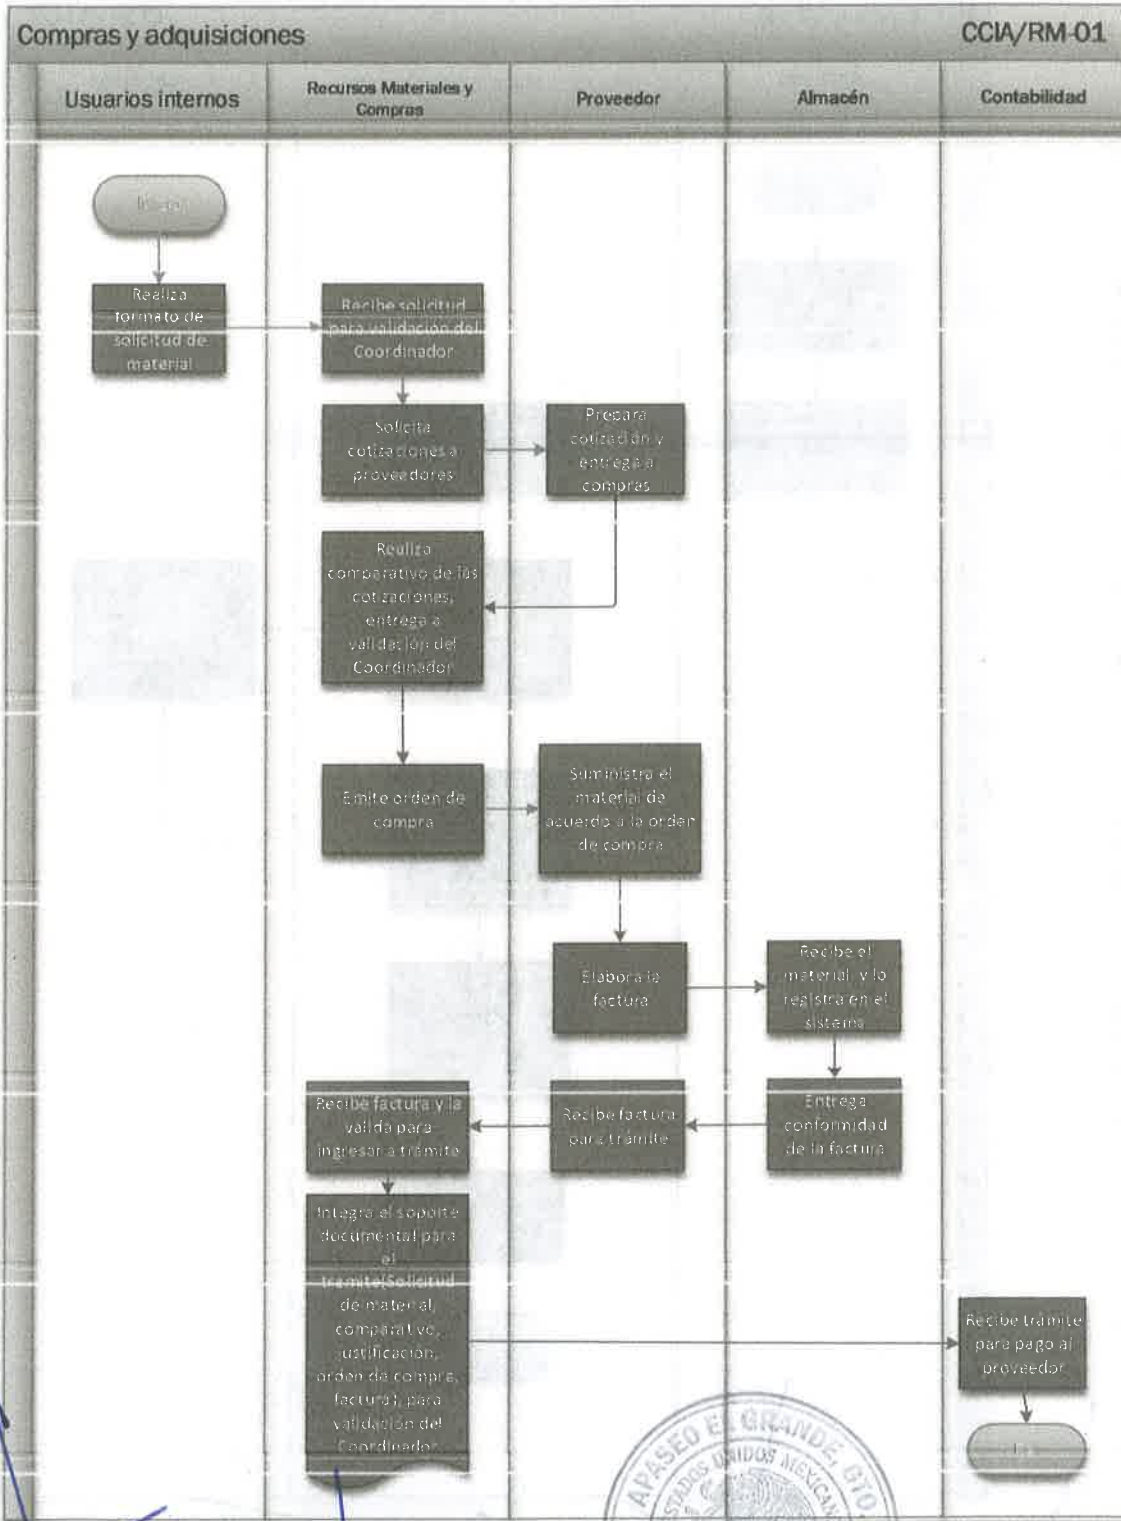 Compras y adquisiciones
CCIA/RM-01
Usuarios internos
Recursos Materiales y
Compras
Proveedor
Almacén
Contabilidad
Inicio
Realiza
formato de
solicitud de
material
Recibe solicitud
para validación del
Coordinador
Solicita
cotizaciones a
proveedores
Prepara
cotización y
entrega a
compras
Realiza
comparativo de las
cotizaciones,
entrega a
validación del
Coordinador
Emite orden de
compra
Suministra el
material de
acuerdo a la orden
de compra
Elabora la
factura
Recibe el
material, y lo
registra en el
sistema
Entrega
conformidad
de la factura
Recibe factura
para trámite
Recibe factura y la
valida para
ingresar a trámite
Integra el soporte
documental para
el
tramite(Solicitud
de material,
comparativo,
justificación,
orden de compra,
factura), para
validación del
Coordinador
Recibe trámite
para pago al
proveedor
Fin
APASEO EL GRANDE, GTO.
ESTADOS UNIDOS MEXICANOS